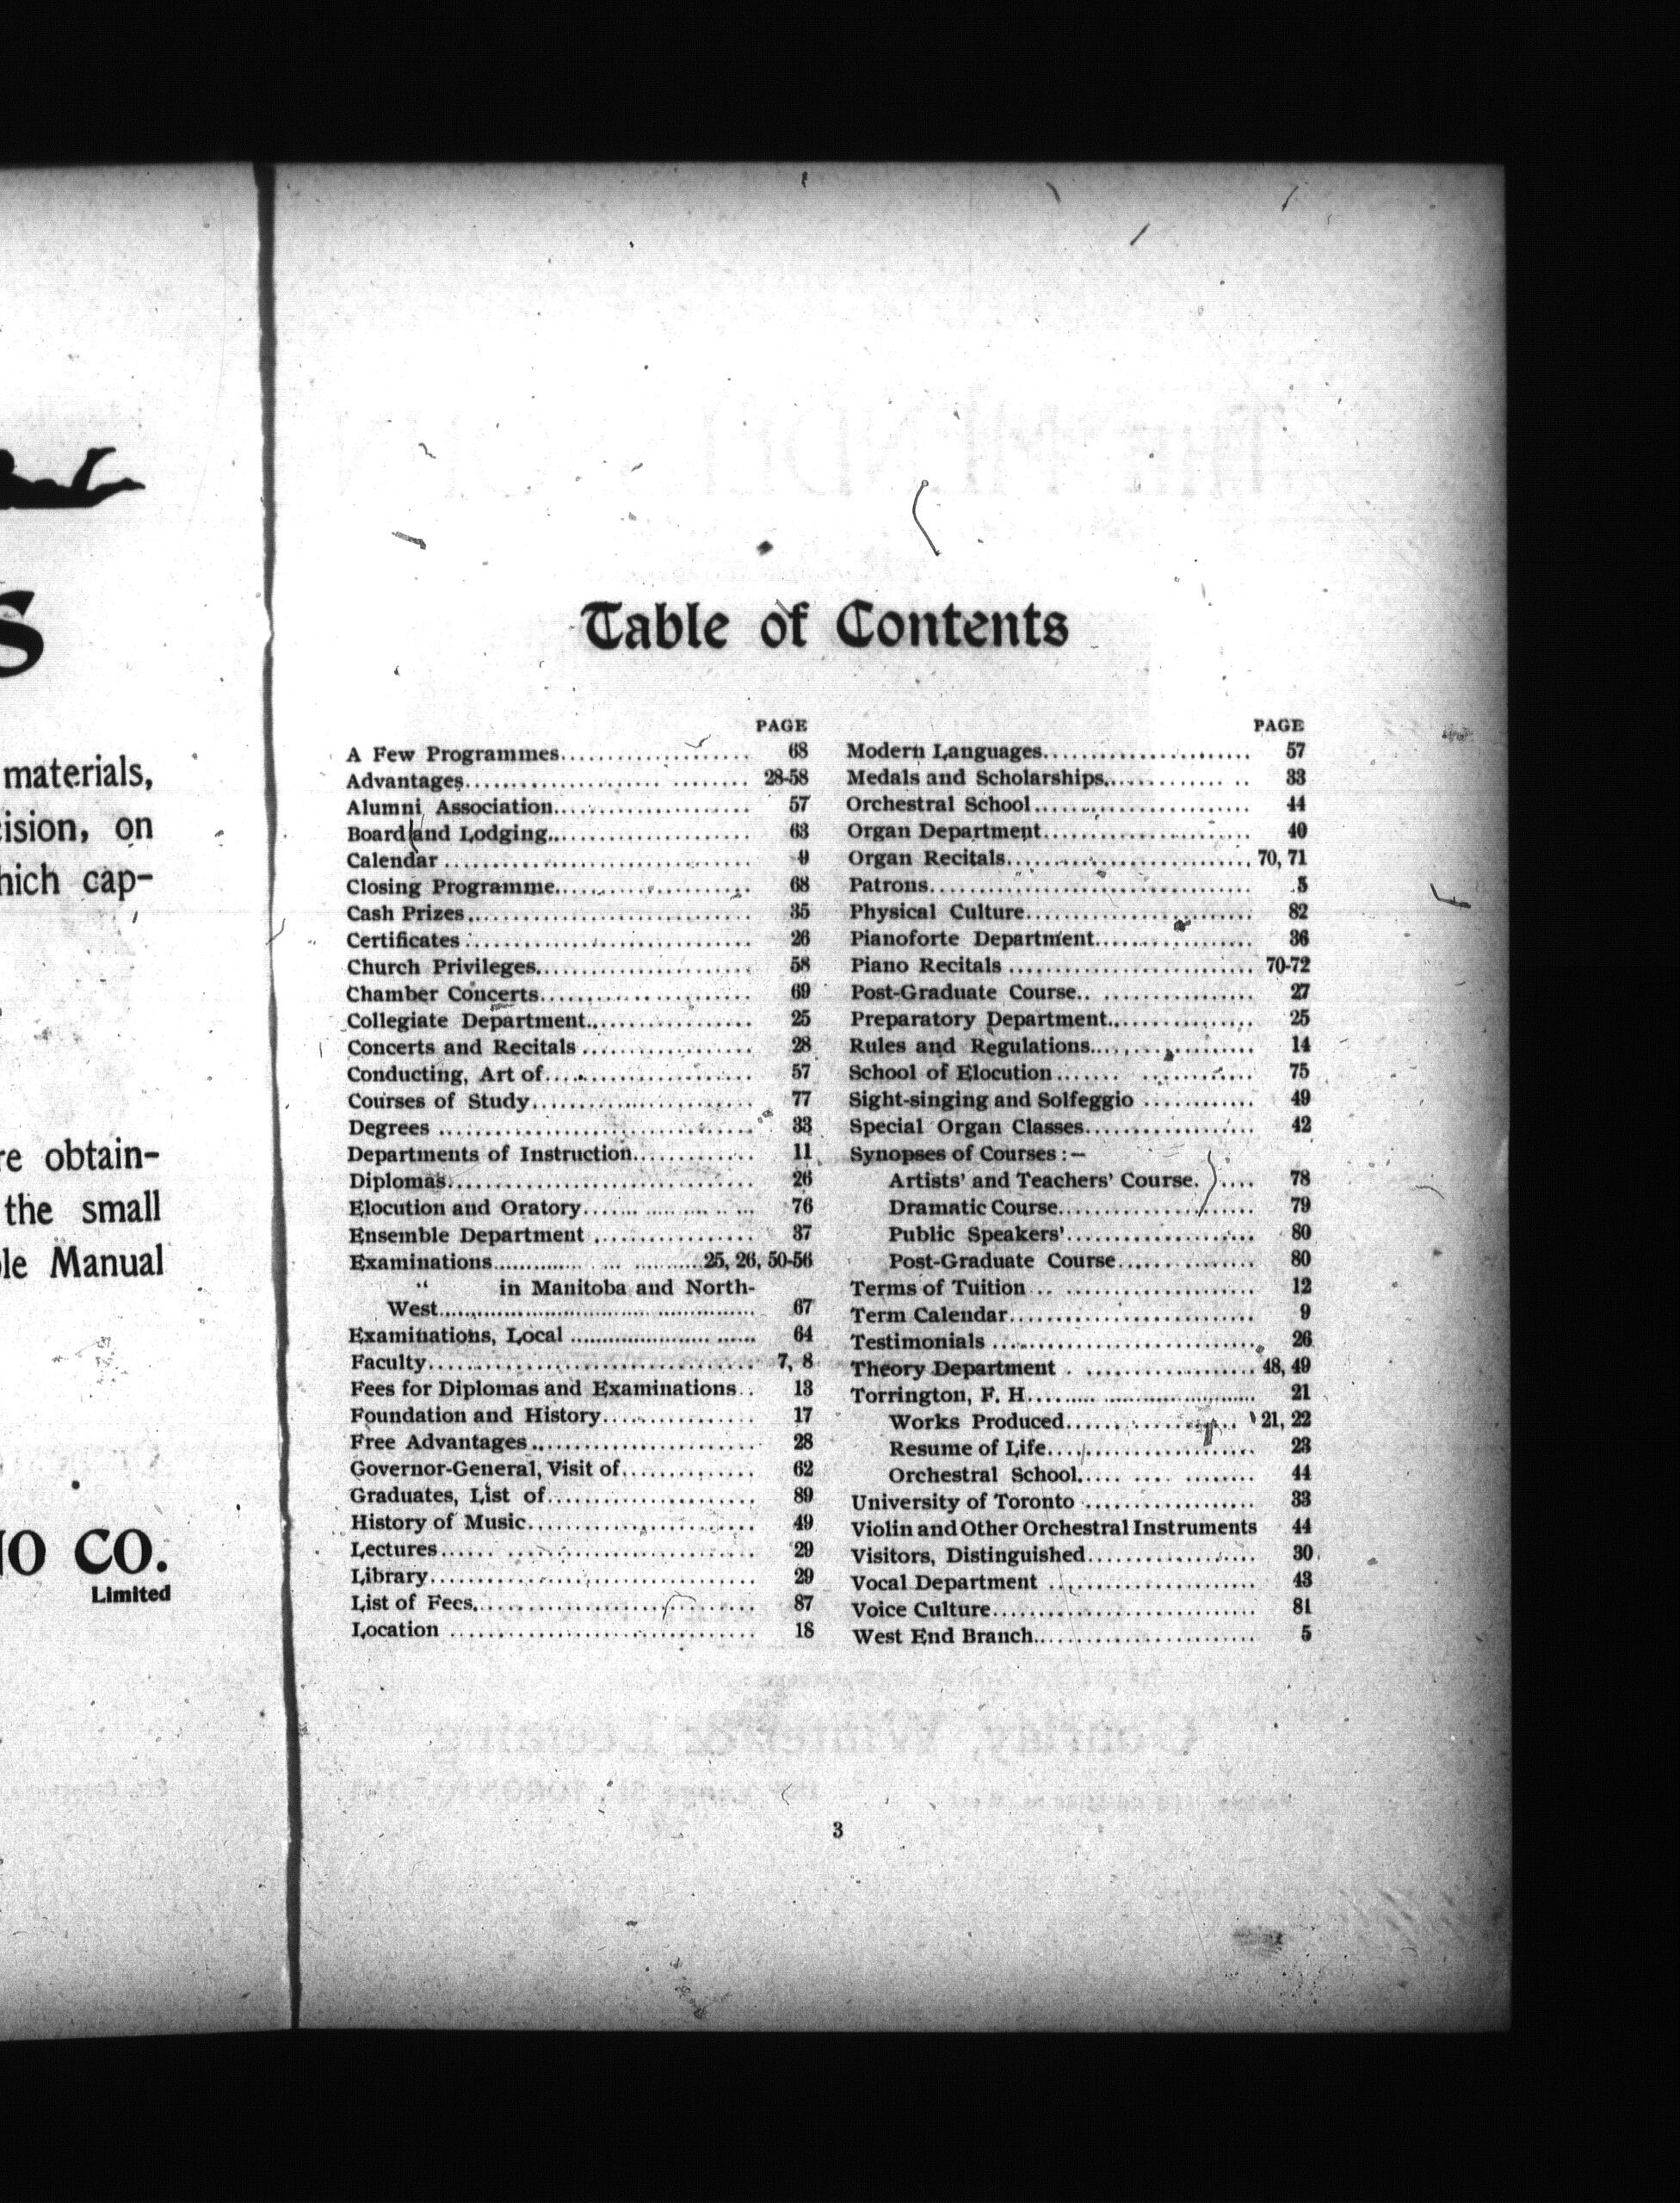 S
materials,
cision, on
hich cap-
re obtain-
the small
ole Manual
NO CO.
Limited
Table of Contents
PAGE
A Few Programmes.................... 68
Advantages.................... ........ 28-58
Alumni Association.................... 57
Board and Lodging.................... 63
Calendar .............................. 9
Closing Programme.................... 68
Cash Prizes............................ 35
Certificates ............................ 26
Church Privileges...................... 58
Chamber Concerts...................... 69
Collegiate Department................. 25
Concerts and Recitals .................. 28
Conducting, Art of..................... 57
Courses of Study....................... 77
Degrees ............................... 33
Departments of Instruction............. 11
Diplomas.............................. 26
Elocution and Oratory....... ......... .. ... 76
Ensemble Department ................ 37
Examinations............... ... ...........25, 26, 50-56
“ in Manitoba and North-
West.................................................... 67
Examinations, Local ....................... ...... 64
Faculty................................ 7, 8
Fees for Diplomas and Examinations.. 13
Foundation and History............... 17
Free Advantages...................... 28
Governor-General, Visit of............. 62
Graduates, List of..................... 89
History of Music....................... 49
Lectures...... ........................ 29
Library................................ 29
List of Fees............................ 87
Location .............................. 18
PAGE
Modern Languages...................... 57
Medals and Scholarships............. .. 33
Orchestral School...................... 44
Organ Department..................... 40
Organ Recitals......................... 70, 71
Patrons................................ 5
Physical Culture....................... 82
Pianoforte Department................. 36
Piano Recitals ........................ 70-72
Post-Graduate Course.. ............... 27
Preparatory Department............... 25
Rules and Regulations................. 14
School of Elocution...... ........... 75
Sight-singing and Solfeggio ........... 49
Special Organ Classes................. 42
Synopses of Courses :—
Artists' and Teachers' Course. .... 78
Dramatic Course................... 79
Public Speakers'................... 80
Post-Graduate Course.............. 80
Terms of Tuition .. ................... 12
Term Calendar........................ 9
Testimonials .......................... 26
Theory Department . ................. 48, 49
Torrington, F. H........... .............................. 21
Works Produced.................. 21, 22
Resume of Life.................... 23
Orchestral School..... .... ....... 44
University of Toronto ................. 33
Violin and Other Orchestral Instruments 44
Visitors, Distinguished................ 30
Vocal Department .................... 43
Voice Culture.......................... 81
West End Branch...................... 5
3